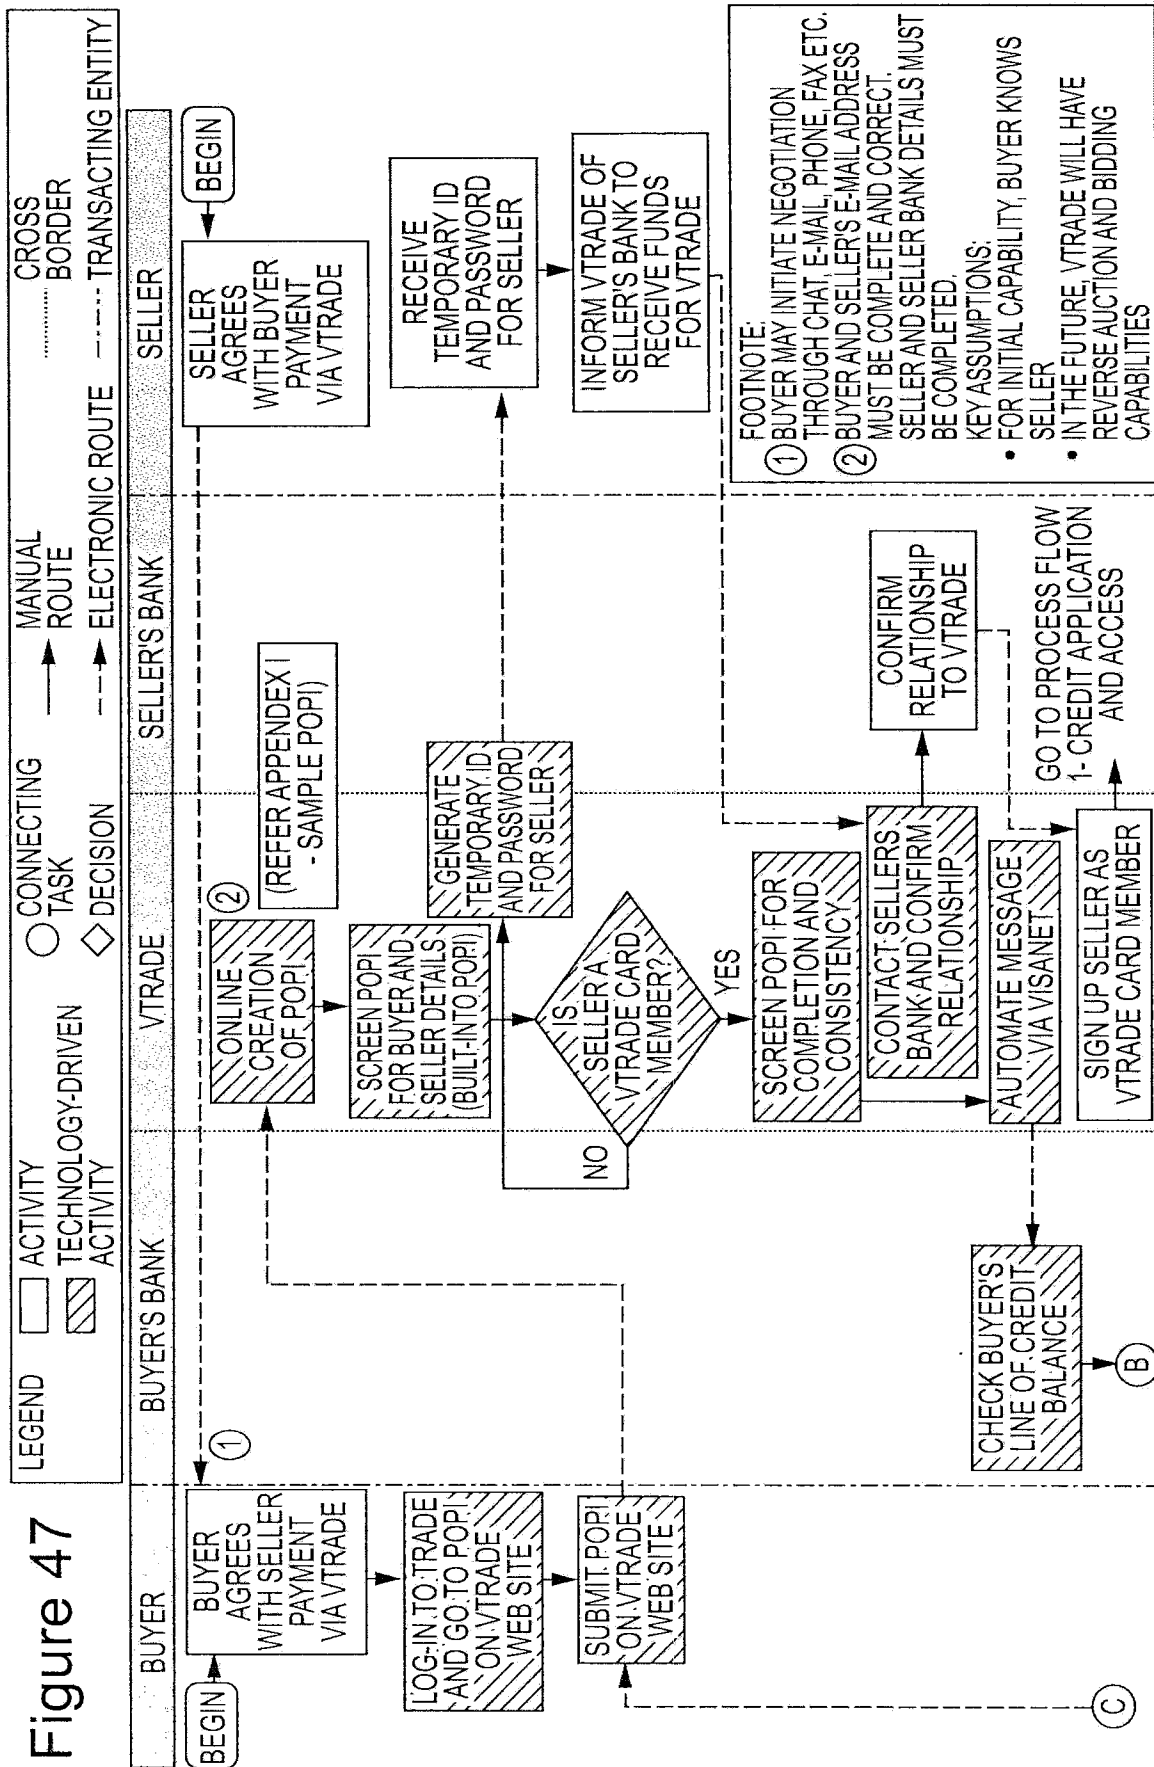 Figure 47
LEGEND
ACTIVITY
TECHNOLOGY-DRIVEN
ACTIVITY
CONNECTING
TASK
DECISION
MANUAL
ROUTE
ELECTRONIC ROUTE
CROSS
BORDER
TRANSACTING ENTITY
BUYER
BUYER'S BANK
VTRADE
SELLER'S BANK
SELLER
BEGIN
BUYER
AGREES
WITH SELLER
PAYMENT
VIA VTRADE
1
SELLER
AGREES
WITH BUYER
PAYMENT
VIA VTRADE
BEGIN
LOG-IN TO TRADE
AND GO TO POPI
ON VTRADE
WEB SITE
SUBMIT POPI
ON VTRADE
WEB SITE
C
ONLINE
CREATION
OF POPI
2
(REFER APPENDEX I
- SAMPLE POPI)
SCREEN POPI
FOR BUYER AND
SELLER DETAILS
(BUILT-INTO POPI)
GENERATE
TEMPORARY ID
AND PASSWORD
FOR SELLER
RECEIVE
TEMPORARY ID
AND PASSWORD
FOR SELLER
IS
SELLER A
VTRADE CARD
MEMBER?
NO
YES
INFORM VTRADE OF
SELLER'S BANK TO
RECEIVE FUNDS
FOR VTRADE
SCREEN POPI FOR
COMPLETION AND
CONSISTENCY
CONTACT SELLERS
BANK AND CONFIRM
RELATIONSHIP
CONFIRM
RELATIONSHIP
TO VTRADE
AUTOMATE MESSAGE
VIA VISANET
CHECK BUYER'S
LINE OF CREDIT
BALANCE
B
SIGN UP SELLER AS
VTRADE CARD MEMBER
GO TO PROCESS FLOW
1- CREDIT APPLICATION
AND ACCESS
FOOTNOTE:
1 BUYER MAY INITIATE NEGOTIATION
THROUGH CHAT, E-MAIL, PHONE, FAX ETC.
2 BUYER AND SELLER'S E-MAIL ADDRESS
MUST BE COMPLETE AND CORRECT.
SELLER AND SELLER BANK DETAILS MUST
BE COMPLETED.
KEY ASSUMPTIONS:
• FOR INITIAL CAPABILITY, BUYER KNOWS
SELLER
• IN THE FUTURE, VTRADE WILL HAVE
REVERSE AUCTION AND BIDDING
CAPABILITIES